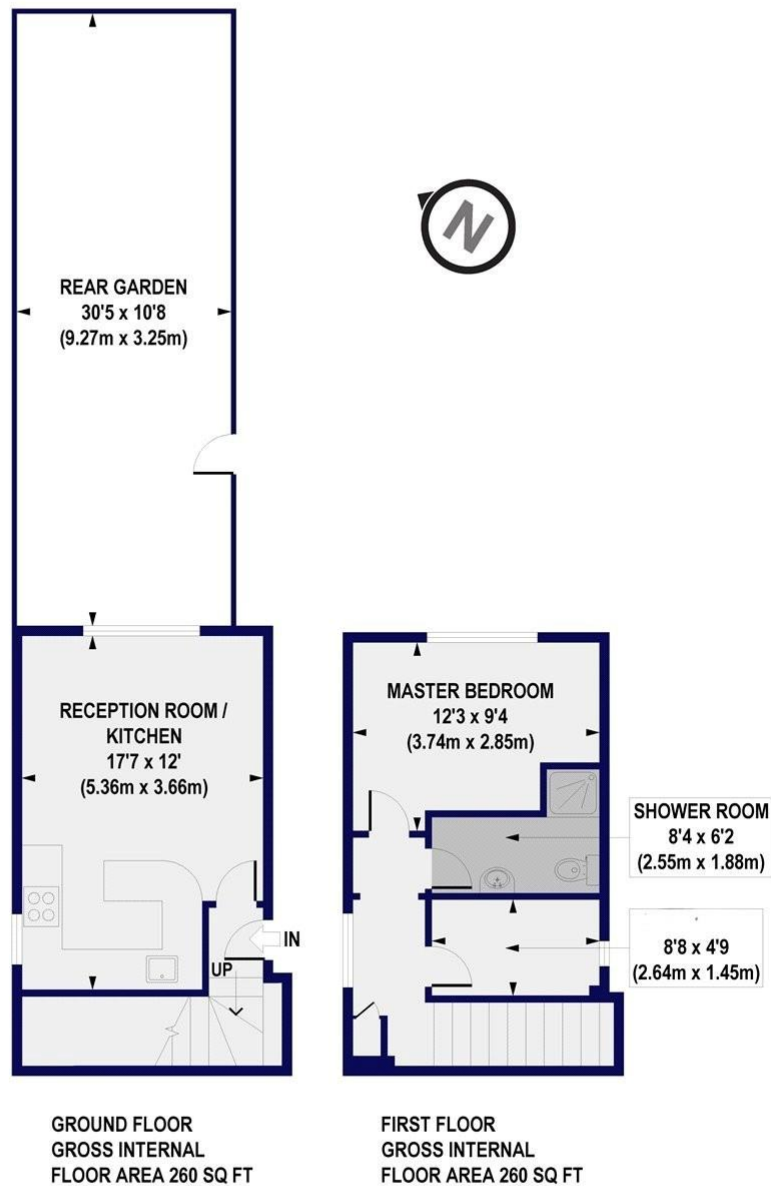 N
REAR GARDEN
30'5 x 10'8
(9.27m x 3.25m)
RECEPTION ROOM /
KITCHEN
17'7 x 12'
(5.36m x 3.66m)
IN
UP
MASTER BEDROOM
12'3 x 9'4
(3.74m x 2.85m)
SHOWER ROOM
8'4 x 6'2
(2.55m x 1.88m)
8'8 x 4'9
(2.64m x 1.45m)
GROUND FLOOR
GROSS INTERNAL
FLOOR AREA 260 SQ FT
FIRST FLOOR
GROSS INTERNAL
FLOOR AREA 260 SQ FT